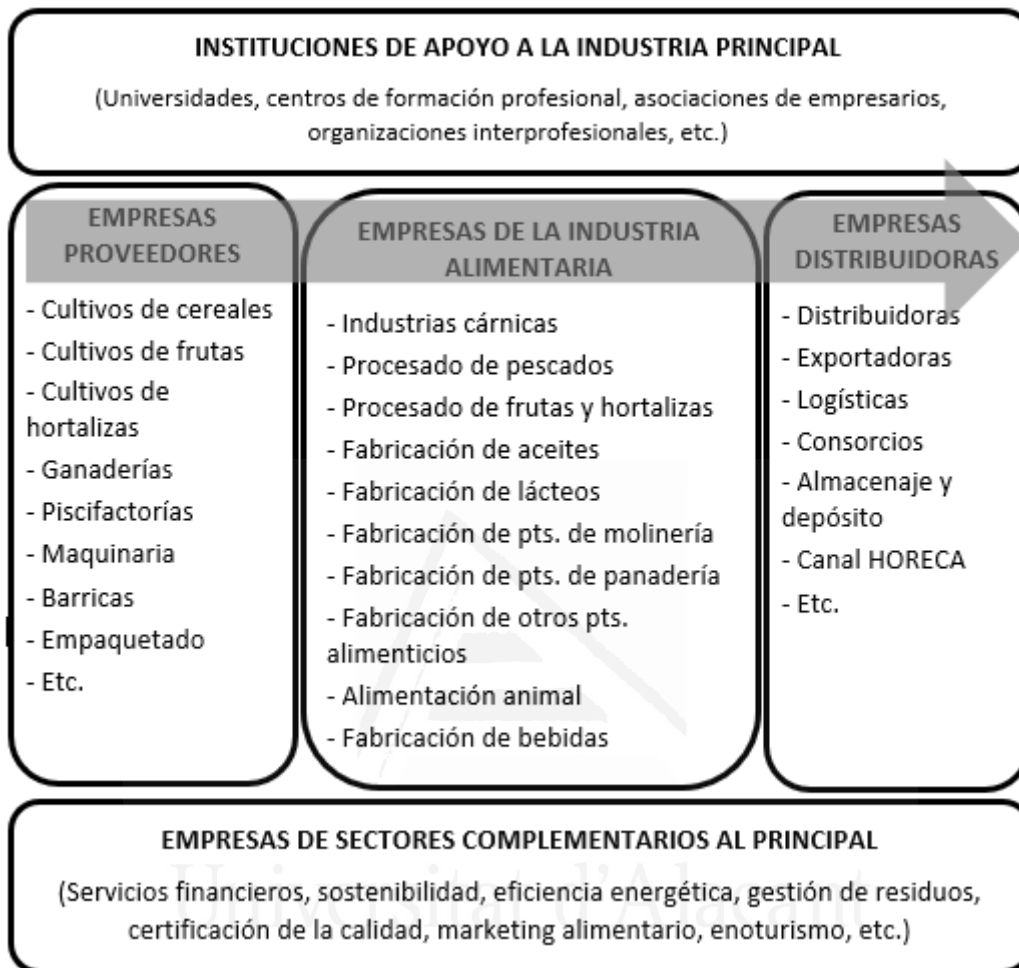 INSTITUCIONES DE APOYO A LA INDUSTRIA PRINCIPAL
(Universidades, centros de formación profesional, asociaciones de empresarios,
organizaciones interprofesionales, etc.)
EMPRESAS
PROVEEDORES
- Cultivos de cereales
- Cultivos de frutas
- Cultivos de
hortalizas
- Ganaderías
- Piscifactorías
- Maquinaria
- Barricas
- Empaquetado
- Etc.
EMPRESAS DE LA INDUSTRIA
ALIMENTARIA
- Industrias cárnicas
- Procesado de pescados
- Procesado de frutas y hortalizas
- Fabricación de aceites
- Fabricación de lácteos
- Fabricación de pts. de molinería
- Fabricación de pts. de panadería
- Fabricación de otros pts.
alimenticios
- Alimentación animal
- Fabricación de bebidas
EMPRESAS
DISTRIBUIDORAS
- Distribuidoras
- Exportadoras
- Logísticas
- Consorcios
- Almacenaje y
depósito
- Canal HORECA
- Etc.
EMPRESAS DE SECTORES COMPLEMENTARIOS AL PRINCIPAL
(Servicios financieros, sostenibilidad, eficiencia energética, gestión de residuos,
certificación de la calidad, marketing alimentario, enoturismo, etc.)
Universitat d'Alacant